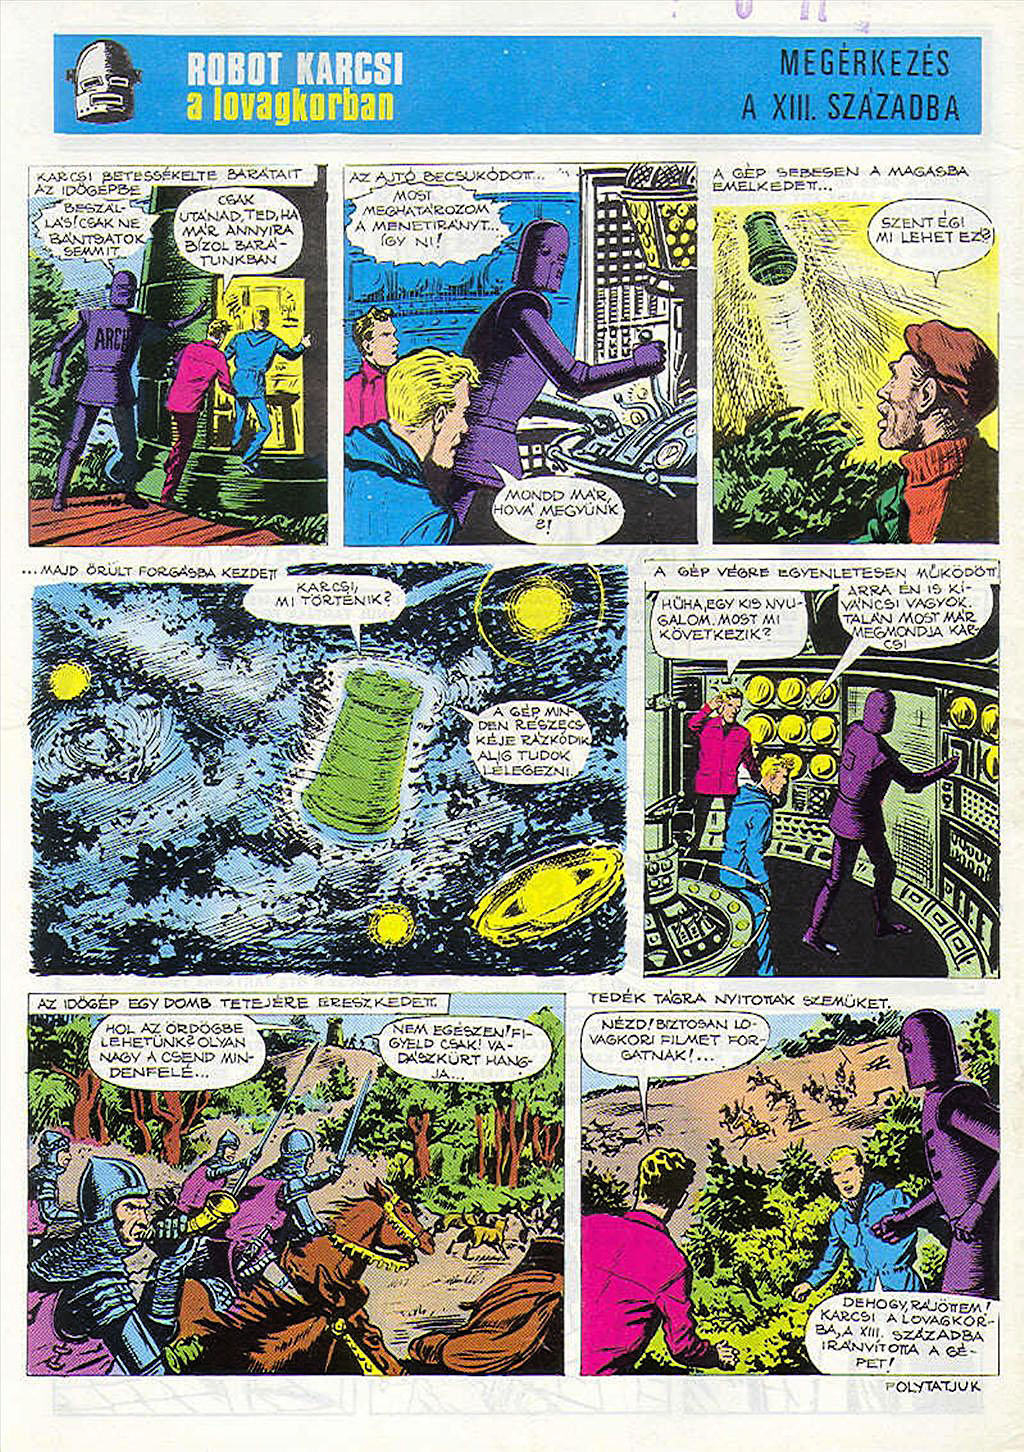 ROBOT KARCSI
a lovagkorban
MEGÉRKEZÉS
A XIII. SZÁZADBA
KARCSI BETESSÉKELTE BARÁTAIT
AZ IDŐGÉPBE
BESZÁL-
LÁS! CSAK NE
BÁNTSATOK
SEMMIT
CSAK
UTÁNAD, TED, HA
MÁR ANNYIRA
BÍZOL BARÁ-
TUNKBAN
ARCHI
AZ AJTÓ BECSUKÓDOTT...
MOST
MEGHATÁROZOM
A MENETIRÁNYT...
ÍGY NI!
MONDD MÁR,
HOVÁ MEGYÜNK
?!
A GÉP SEBESEN A MAGASBA
EMELKEDETT...
SZENT ÉG!
MI LEHET EZ?
...MAJD ŐRÜLT FORGÁSBA KEZDETT
KARCSI,
MI TÖRTÉNIK?
A GÉP MIN-
DEN RÉSZECS-
KÉJE RÁZKÓDIK
ALIG TUDOK
LÉLEGEZNI.
A GÉP VÉGRE EGYENLETESEN MŰKÖDÖTT
HŰHA, EGY KIS NYU-
GALOM. MOST MI
KÖVETKEZIK?
ARRA ÉN IS KÍ-
VÁNCSI VAGYOK.
TALÁN MOST MÁR
MEGMONDJA KAR-
CSI
AZ IDŐGÉP EGY DOMB TETEJÉRE ERESZKEDETT.
HOL AZ ÖRDÖGBE
LEHETÜNK? OLYAN
NAGY A CSEND MIN-
DENFELÉ...
NEM EGÉSZEN! FI-
GYELD CSAK! VA-
DÁSZKÜRT HANG-
JA...
TEDÉK TÁGRA NYITOTTÁK SZEMÜKET.
NÉZD! BIZTOSAN LO-
VAGKORI FILMET FOR-
GATNAK!...
DEHOGY, RÁJÖTTEM!
KARCSI A LOVAGKOR-
BA, A XIII. SZÁZADBA
IRÁNYÍTOTTA A GÉ-
PET!
FOLYTATJUK